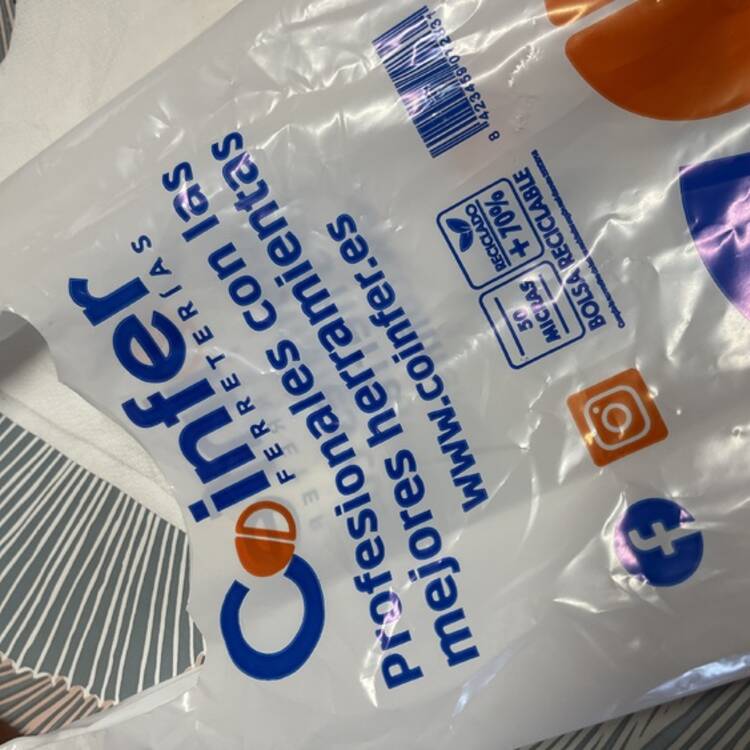 Coinfer
FERRETERÍAS
Profesionales con las
mejores herramientas
www.coinfer.es
RECICLADO
+ 70%
50
MICRAS
BOLSA RECICLABLE